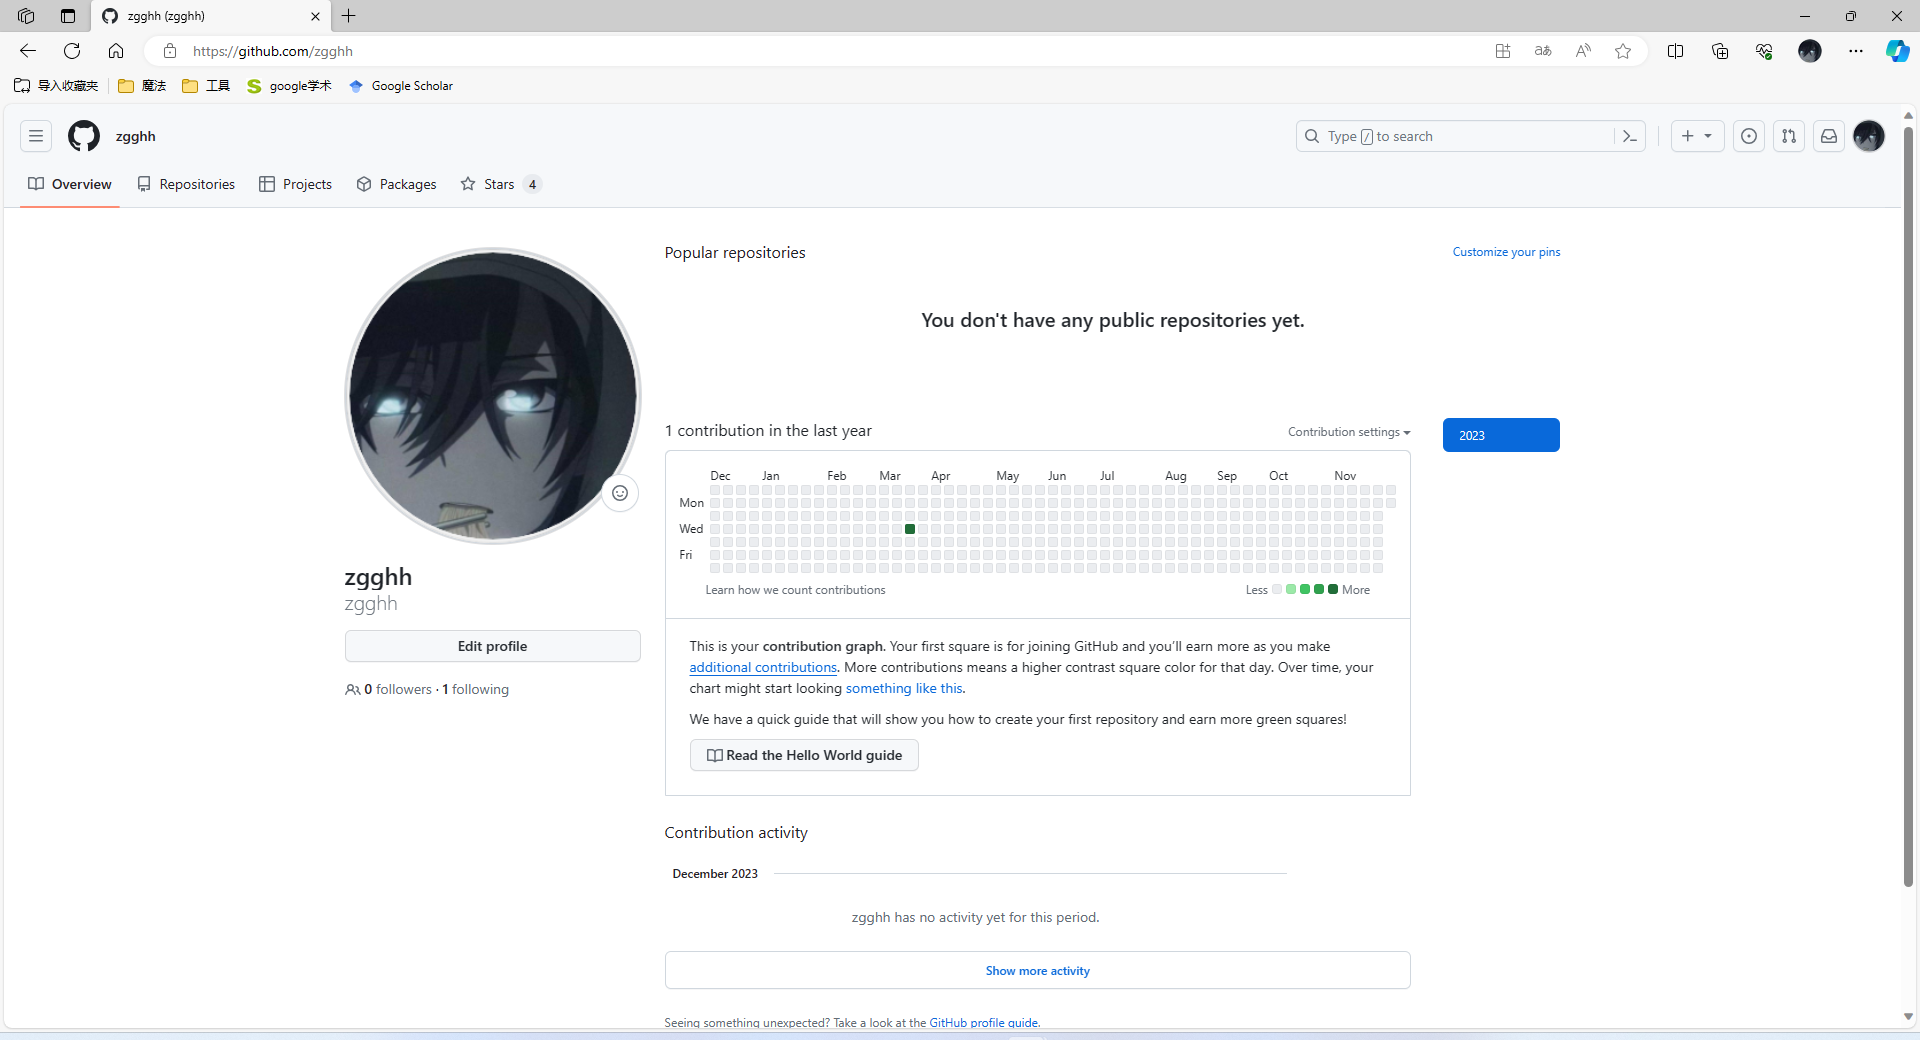 zgghh (zgghh)
https://github.com/zgghh
导入收藏夹 魔法 工具 google学术 Google Scholar
zgghh
Type / to search
Overview Repositories Projects Packages Stars 4
Popular repositories
Customize your pins
You don't have any public repositories yet.
1 contribution in the last year
Contribution settings
2023
Dec Jan Feb Mar Apr May Jun Jul Aug Sep Oct Nov
Mon
Wed
Fri
Learn how we count contributions
Less More
zgghh
zgghh
Edit profile
0 followers · 1 following
This is your contribution graph. Your first square is for joining GitHub and you’ll earn more as you make
additional contributions. More contributions means a higher contrast square color for that day. Over time, your
chart might start looking something like this.
We have a quick guide that will show you how to create your first repository and earn more green squares!
Read the Hello World guide
Contribution activity
December 2023
zgghh has no activity yet for this period.
Show more activity
Seeing something unexpected? Take a look at the GitHub profile guide.